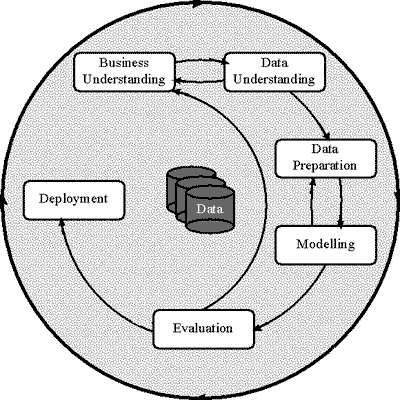 Business
Understanding
Data
Understanding
Data
Preparation
Deployment
Data
Modelling
Evaluation